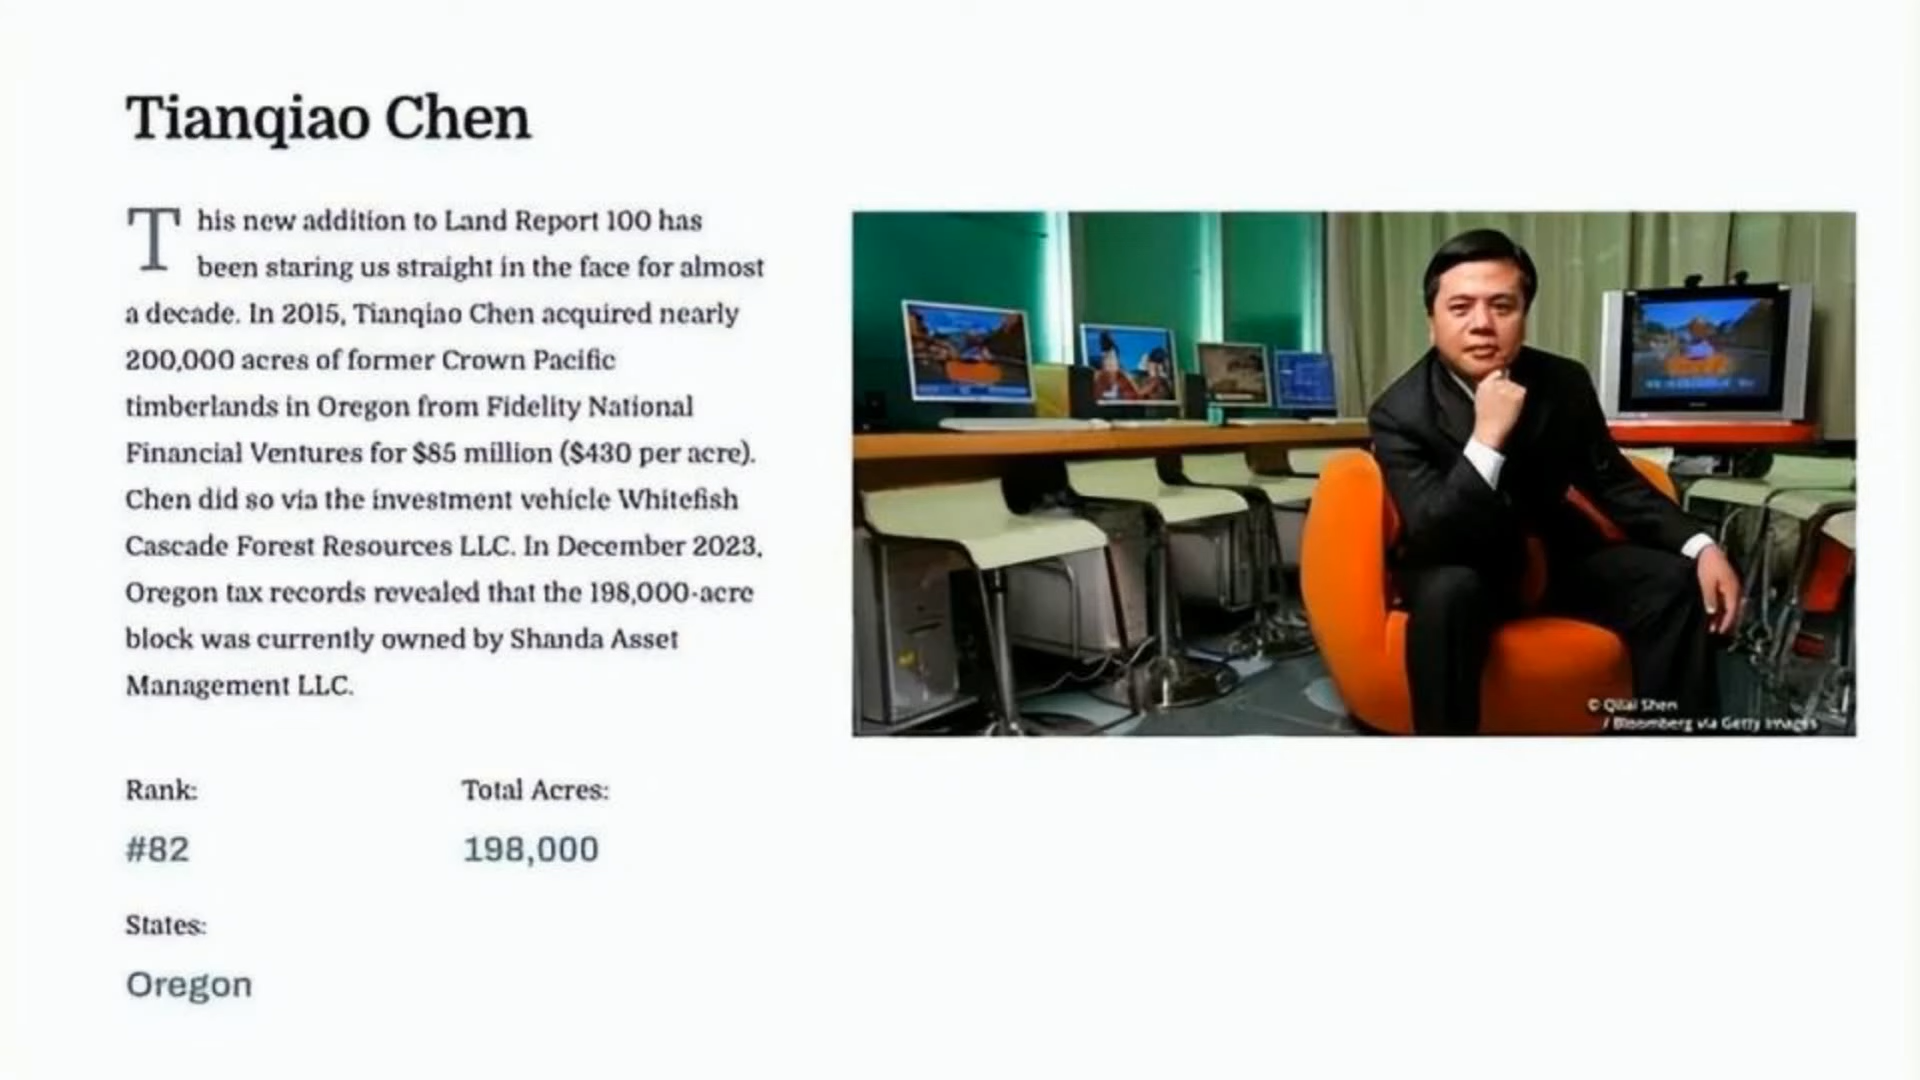 Tianqiao Chen
This new addition to Land Report 100 has
been staring us straight in the face for almost
a decade. In 2015, Tianqiao Chen acquired nearly
200,000 acres of former Crown Pacific
timberlands in Oregon from Fidelity National
Financial Ventures for $85 million ($430 per acre).
Chen did so via the investment vehicle Whitefish
Cascade Forest Resources LLC. In December 2023,
Oregon tax records revealed that the 198,000-acre
block was currently owned by Shanda Asset
Management LLC.
© Qilai Shen
/ Bloomberg via Getty Images
Rank:
Total Acres:
#82
198,000
States:
Oregon